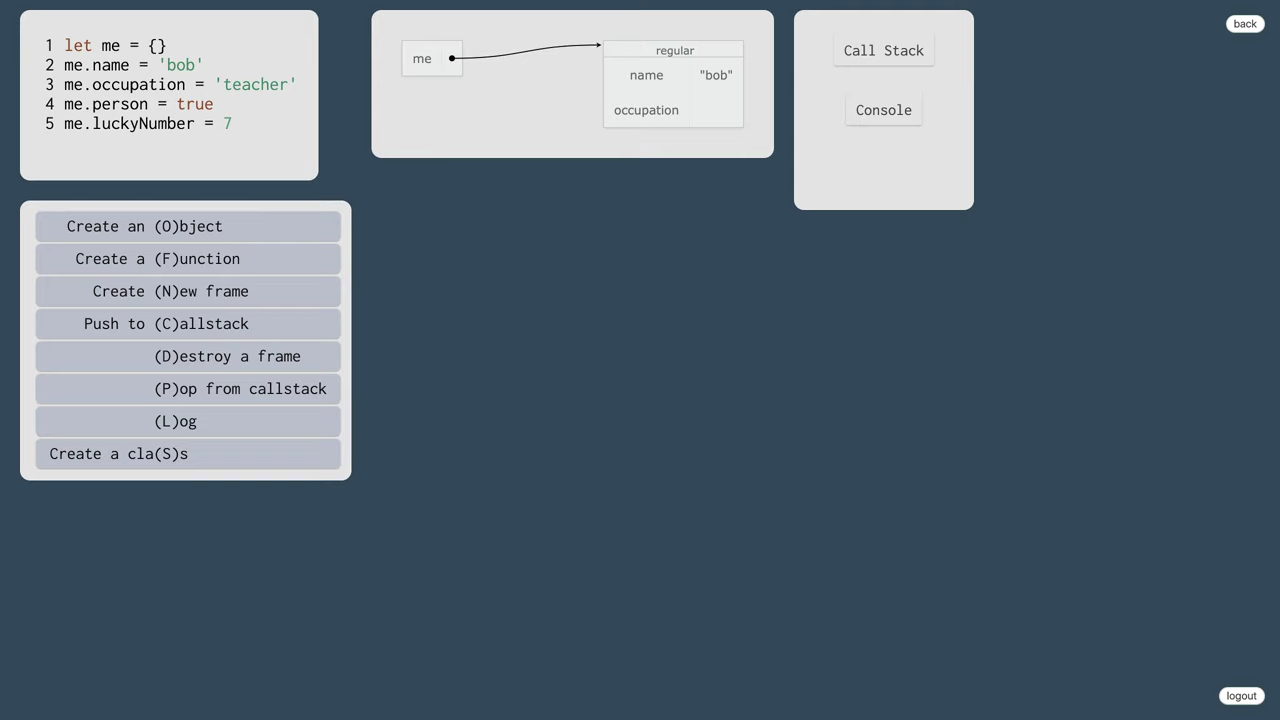 1 let me = {}
2 me.name = 'bob'
3 me.occupation = 'teacher'
4 me.person = true
5 me.luckyNumber = 7
me
regular
name "bob"
occupation
Call Stack
Console
back
Create an (O)bject
Create a (F)unction
Create (N)ew frame
Push to (C)allstack
(D)estroy a frame
(P)op from callstack
(L)og
Create a cla(S)s
logout